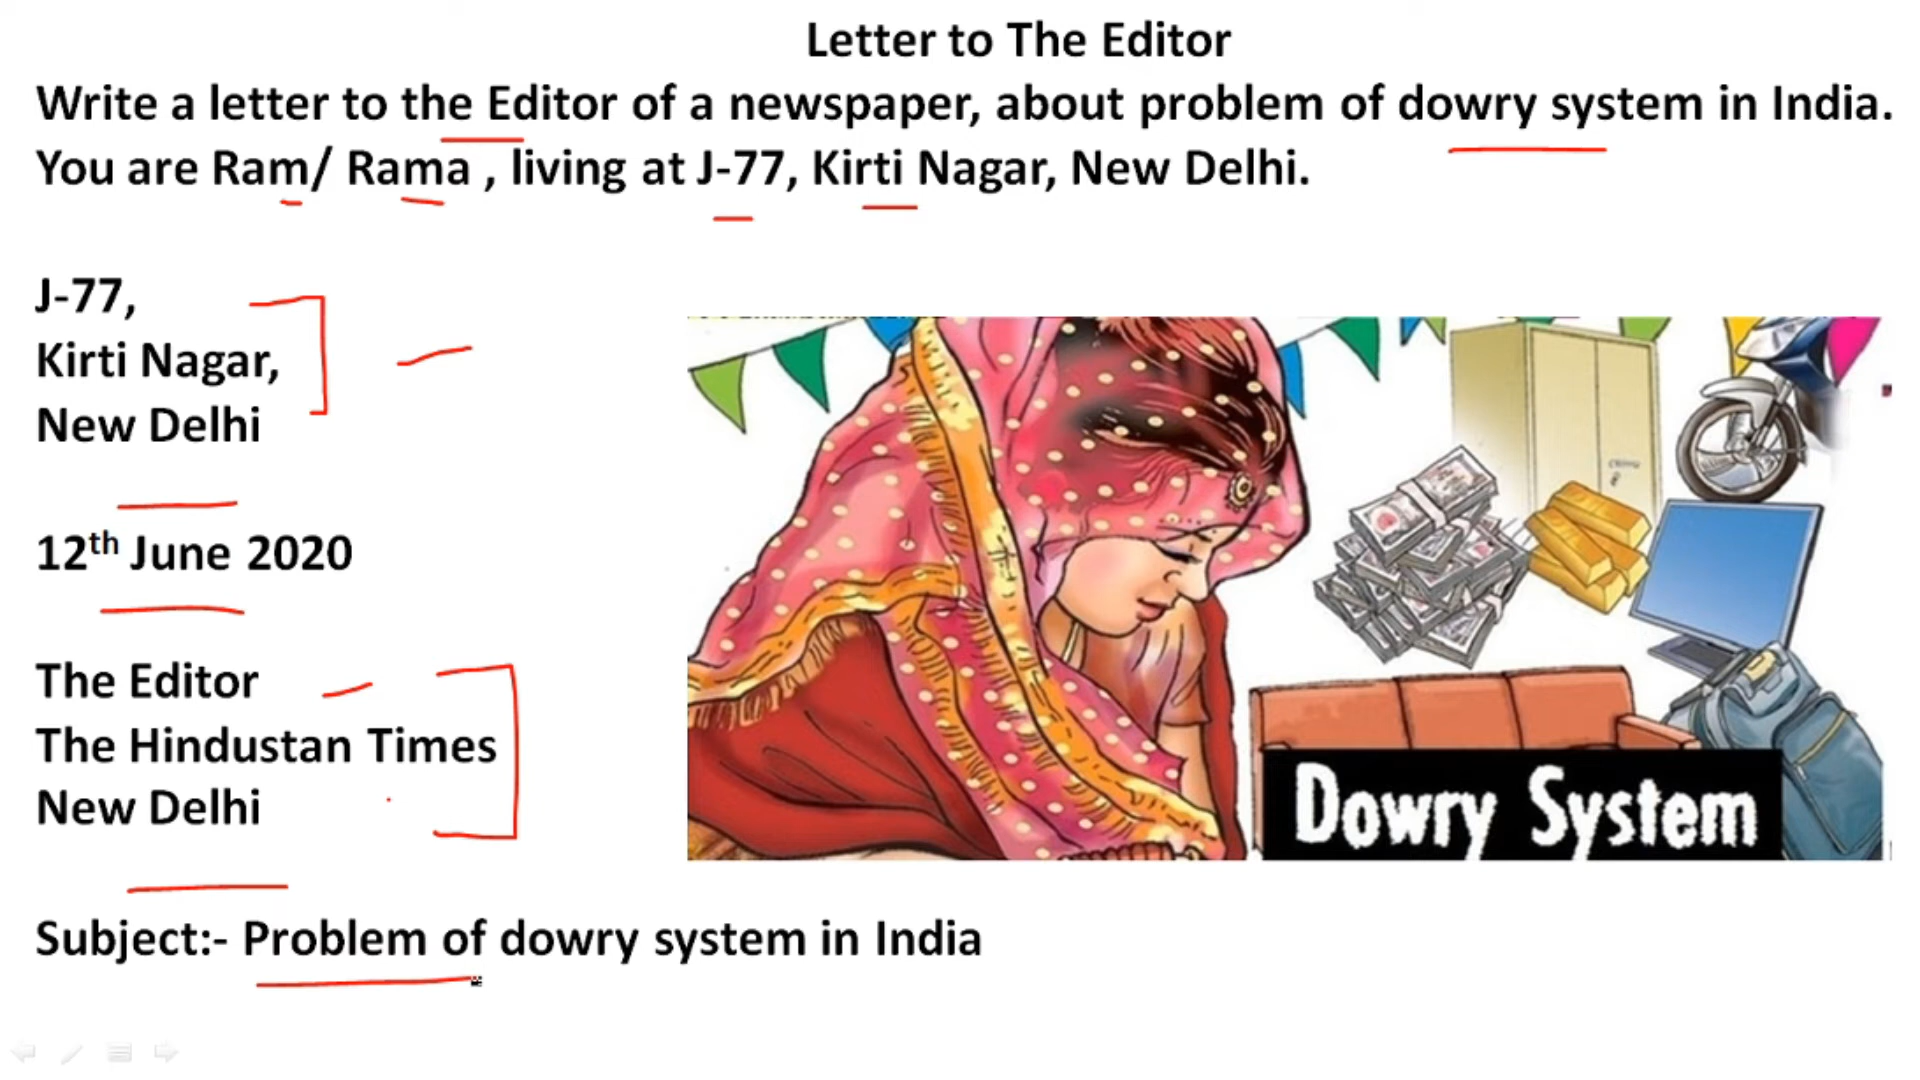 Letter to The Editor
Write a letter to the Editor of a newspaper, about problem of dowry system in India.
You are Ram/ Rama , living at J-77, Kirti Nagar, New Delhi.
J-77,
Kirti Nagar,
New Delhi
12th June 2020
The Editor
The Hindustan Times
New Delhi
Dowry System
Subject:- Problem of dowry system in India